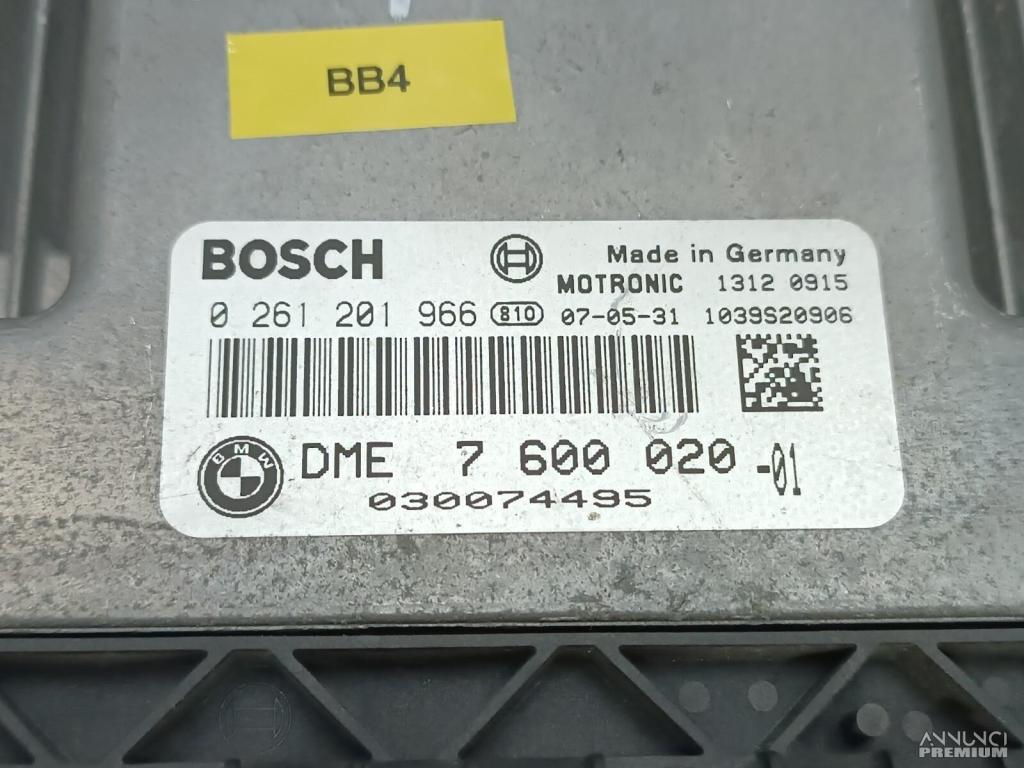 BB4
BOSCH
Made in Germany
MOTRONIC 1312 0915
0 261 201 966 810 07-05-31 1039S20906
BMW
DME 7 600 020 -01
030074495
ANNUNCI
PREMIUM